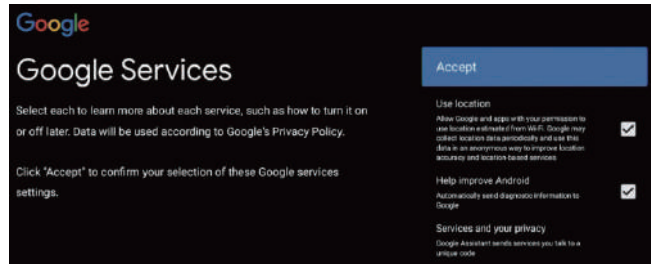 Google
Google Services
Select each to learn more about each service, such as how to turn it on
or off later. Data will be used according to Google's Privacy Policy.
Click "Accept" to confirm your selection of these Google services
settings.
Accept
Use location
Allow Google and apps with your permission to
use location estimated from Wi-Fi. Google may
collect location data periodically and use this
data in an anonymous way to improve location
accuracy and location based services
Help improve Android
Automatically send diagnostic information to
Google
Services and your privacy
Google Assistant sends services you talk to a
unique code